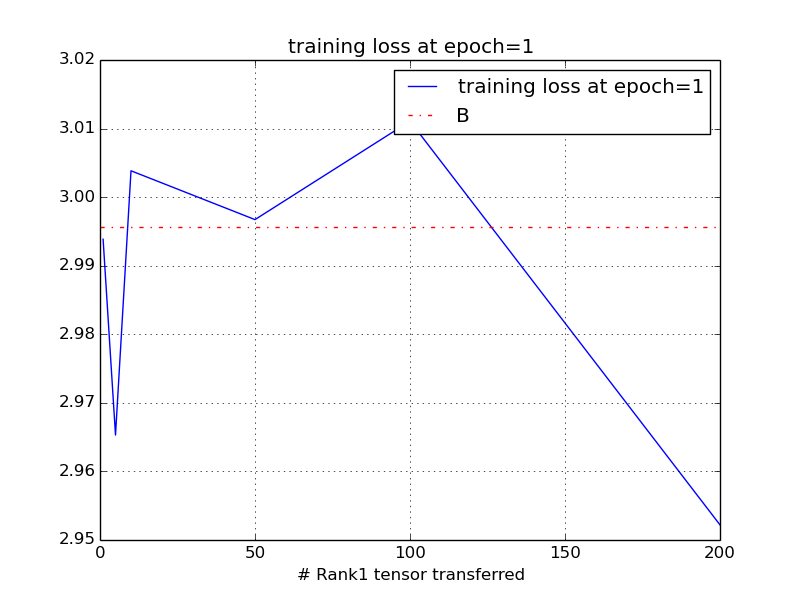 training loss at epoch=1
3.02
3.01
3.00
2.99
2.98
2.97
2.96
2.95
training loss at epoch=1
B
0 50 100 150 200
# Rank1 tensor transferred